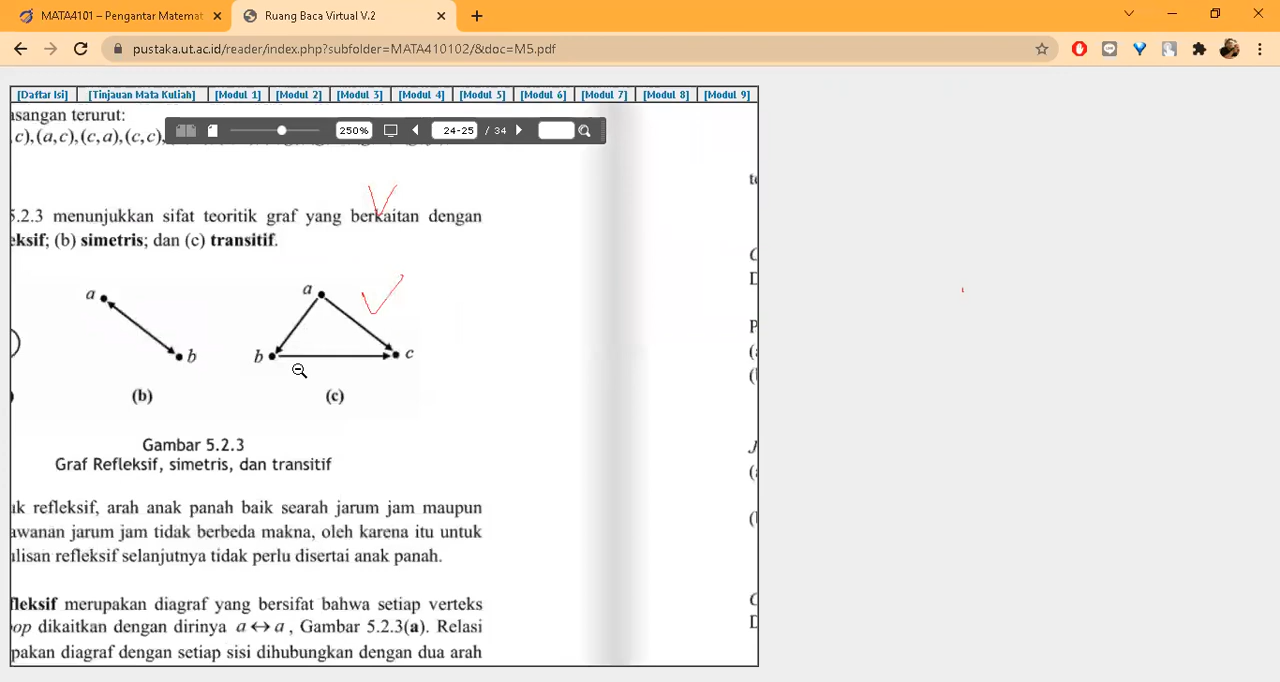 MATA4101 – Pengantar Matemat
Ruang Baca Virtual V.2
pustaka.ut.ac.id/reader/index.php?subfolder=MATA410102/&doc=M5.pdf
[Daftar Isi] [Tinjauan Mata Kuliah] [Modul 1] [Modul 2] [Modul 3] [Modul 4] [Modul 5] [Modul 6] [Modul 7] [Modul 8] [Modul 9]
asangan terurut:
250% 24-25 / 34
c),(a,c),(c,a),(c,c),
5.2.3 menunjukkan sifat teoritik graf yang berkaitan dengan
eksif; (b) simetris; dan (c) transitif.
a b
a b c
(b) (c)
Gambar 5.2.3
Graf Refleksif, simetris, dan transitif
uk refleksif, arah anak panah baik searah jarum jam maupun
awanan jarum jam tidak berbeda makna, oleh karena itu untuk
ulisan refleksif selanjutnya tidak perlu disertai anak panah.
fleksif merupakan diagraf yang bersifat bahwa setiap verteks
oop dikaitkan dengan dirinya a ↔ a, Gambar 5.2.3(a). Relasi
pakan diagraf dengan setiap sisi dihubungkan dengan dua arah